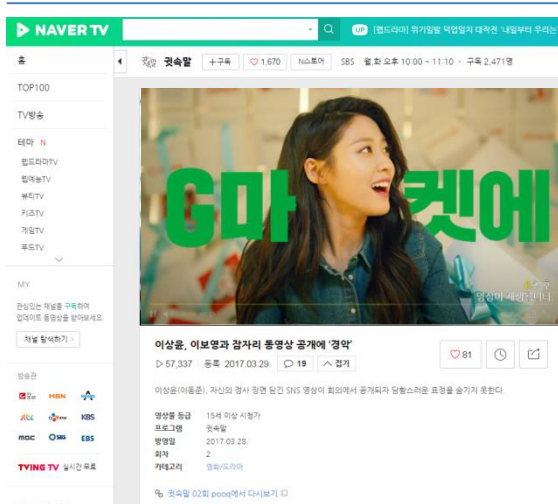 NAVER TV
UP [웹드라마] 위기일발 덕업일치 대작전 '내일부터 우리는
홈
TOP100
TV방송
테마 N
웹드라마TV
웹예능TV
뷰티TV
키즈TV
게임TV
푸드TV
MY
관심있는 채널을 구독하여
업데이트 동영상을 받아보세요.
채널 탐색하기 >
방송관
MBN
JTBC KBS
MBC SBS EBS
TVING TV 실시간 무료
귓속말 +구독 1,670 N스토어 SBS 월,화 오후 10:00 ~ 11:10 · 구독 2,471명
G마켓에
이상윤, 이보영과 잠자리 동영상 공개에 '경악'
57,337 등록 2017.03.29. 19 접기
81
이상윤(이동준), 자신의 정사 장면 담긴 SNS 영상이 회의에서 공개되자 당황스러운 표정을 숨기지 못한다.
영상물 등급 15세 이상 시청가
프로그램 귓속말
방영일 2017.03.28.
회차 2
카테고리 영화/드라마
귓속말 02회 pooq에서 다시보기